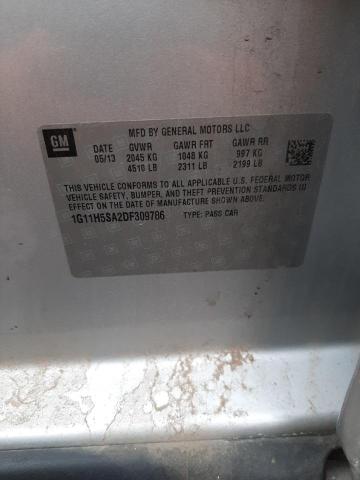 GM
MFD BY GENERAL MOTORS LLC
DATE GVWR GAWR FRT GAWR RR
05/13 2045 KG 1048 KG 997 KG
4510 LB 2311 LB 2199 LB
THIS VEHICLE CONFORMS TO ALL APPLICABLE U.S. FEDERAL MOTOR
VEHICLE SAFETY, BUMPER, AND THEFT PREVENTION STANDARDS IN
EFFECT ON THE DATE OF MANUFACTURE SHOWN ABOVE.
1G11H5SA2DF309786 TYPE: PASS CAR